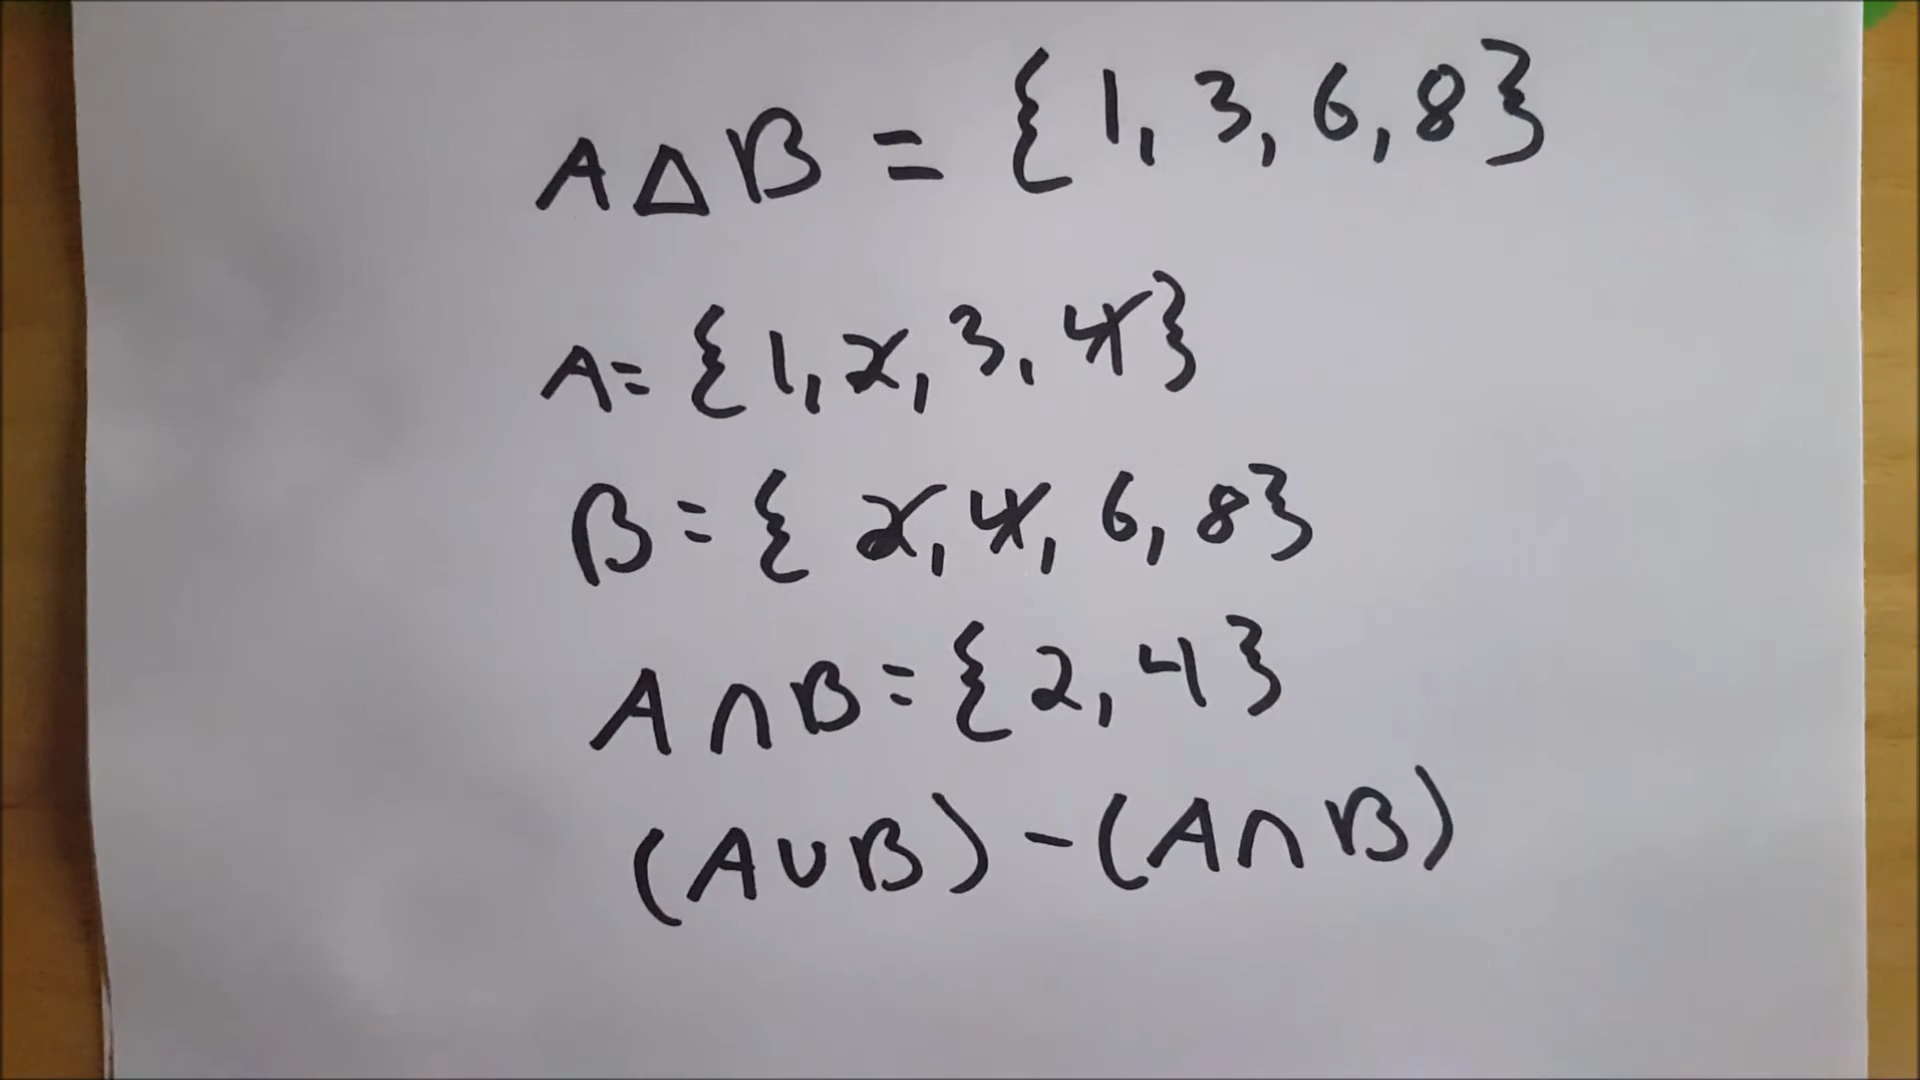 A△B = {1, 3, 6, 8}
A = {1, 2, 3, 4}
B = {2, 4, 6, 8}
A∩B = {2, 4}
(A∪B) - (A∩B)